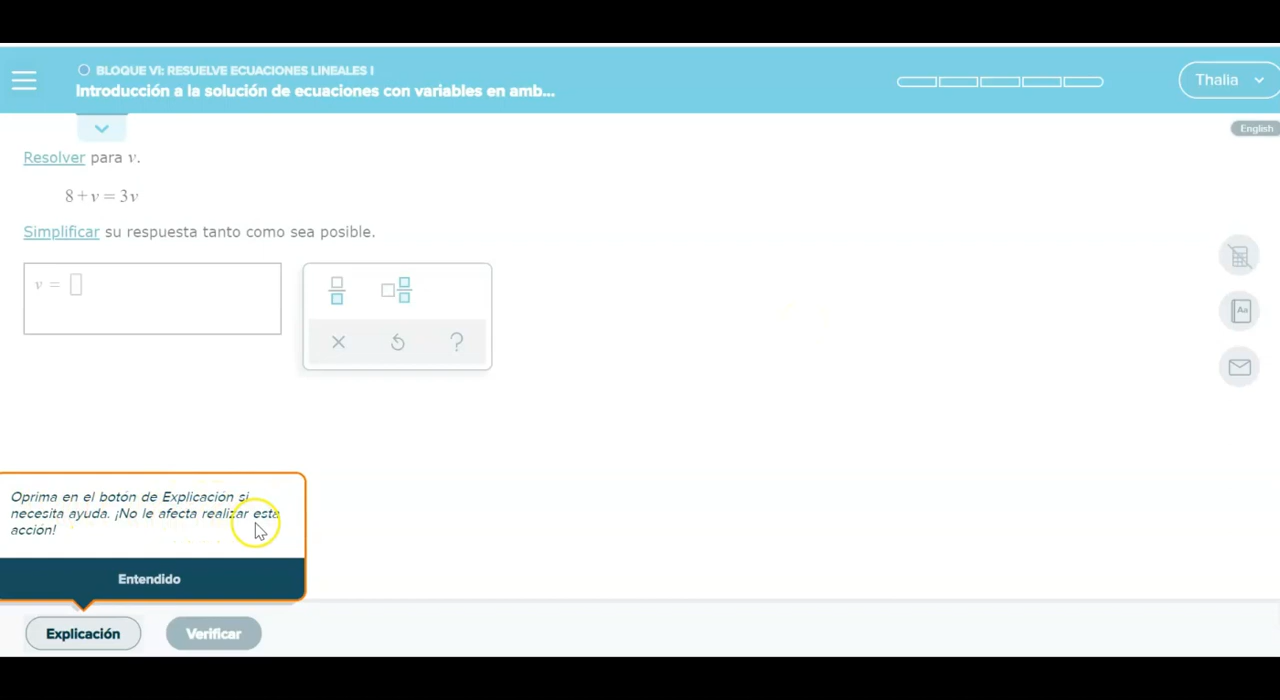 BLOQUE VI: RESUELVE ECUACIONES LINEALES I
Introducción a la solución de ecuaciones con variables en amb...
Thalia
English
Resolver para v.
8 + v = 3v
Simplificar su respuesta tanto como sea posible.
v =
?
Aa
Oprima en el botón de Explicación si
necesita ayuda. ¡No le afecta realizar esta
acción!
Entendido
Explicación
Verificar